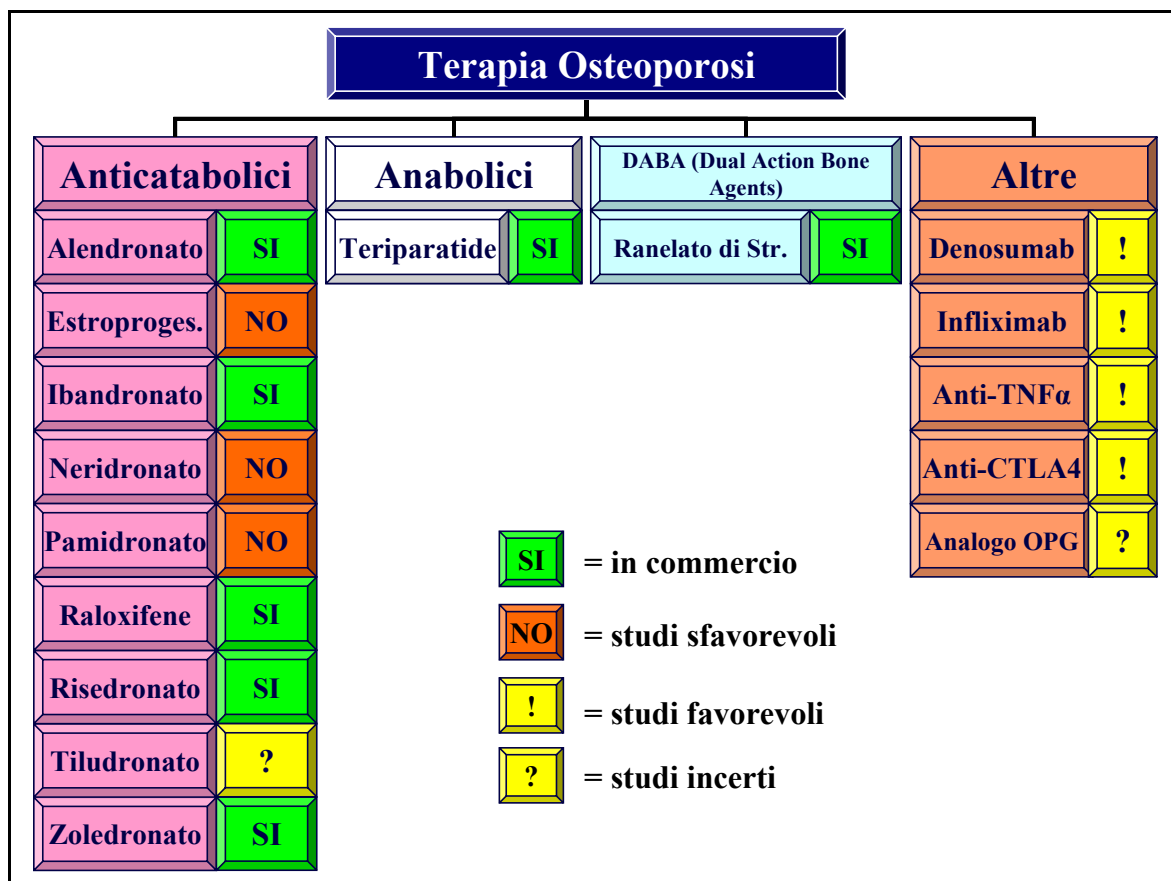 Terapia Osteoporosi
Anticatabolici
Alendronato SI
Estroproges. NO
Ibandronato SI
Neridronato NO
Pamidronato NO
Raloxifene SI
Risedronato SI
Tiludronato ?
Zoledronato SI
Anabolici
Teriparatide SI
DABA (Dual Action Bone
Agents)
Ranelato di Str. SI
Altre
Denosumab !
Infliximab !
Anti-TNFα !
Anti-CTLA4 !
Analogo OPG ?
SI = in commercio
NO = studi sfavorevoli
! = studi favorevoli
? = studi incerti